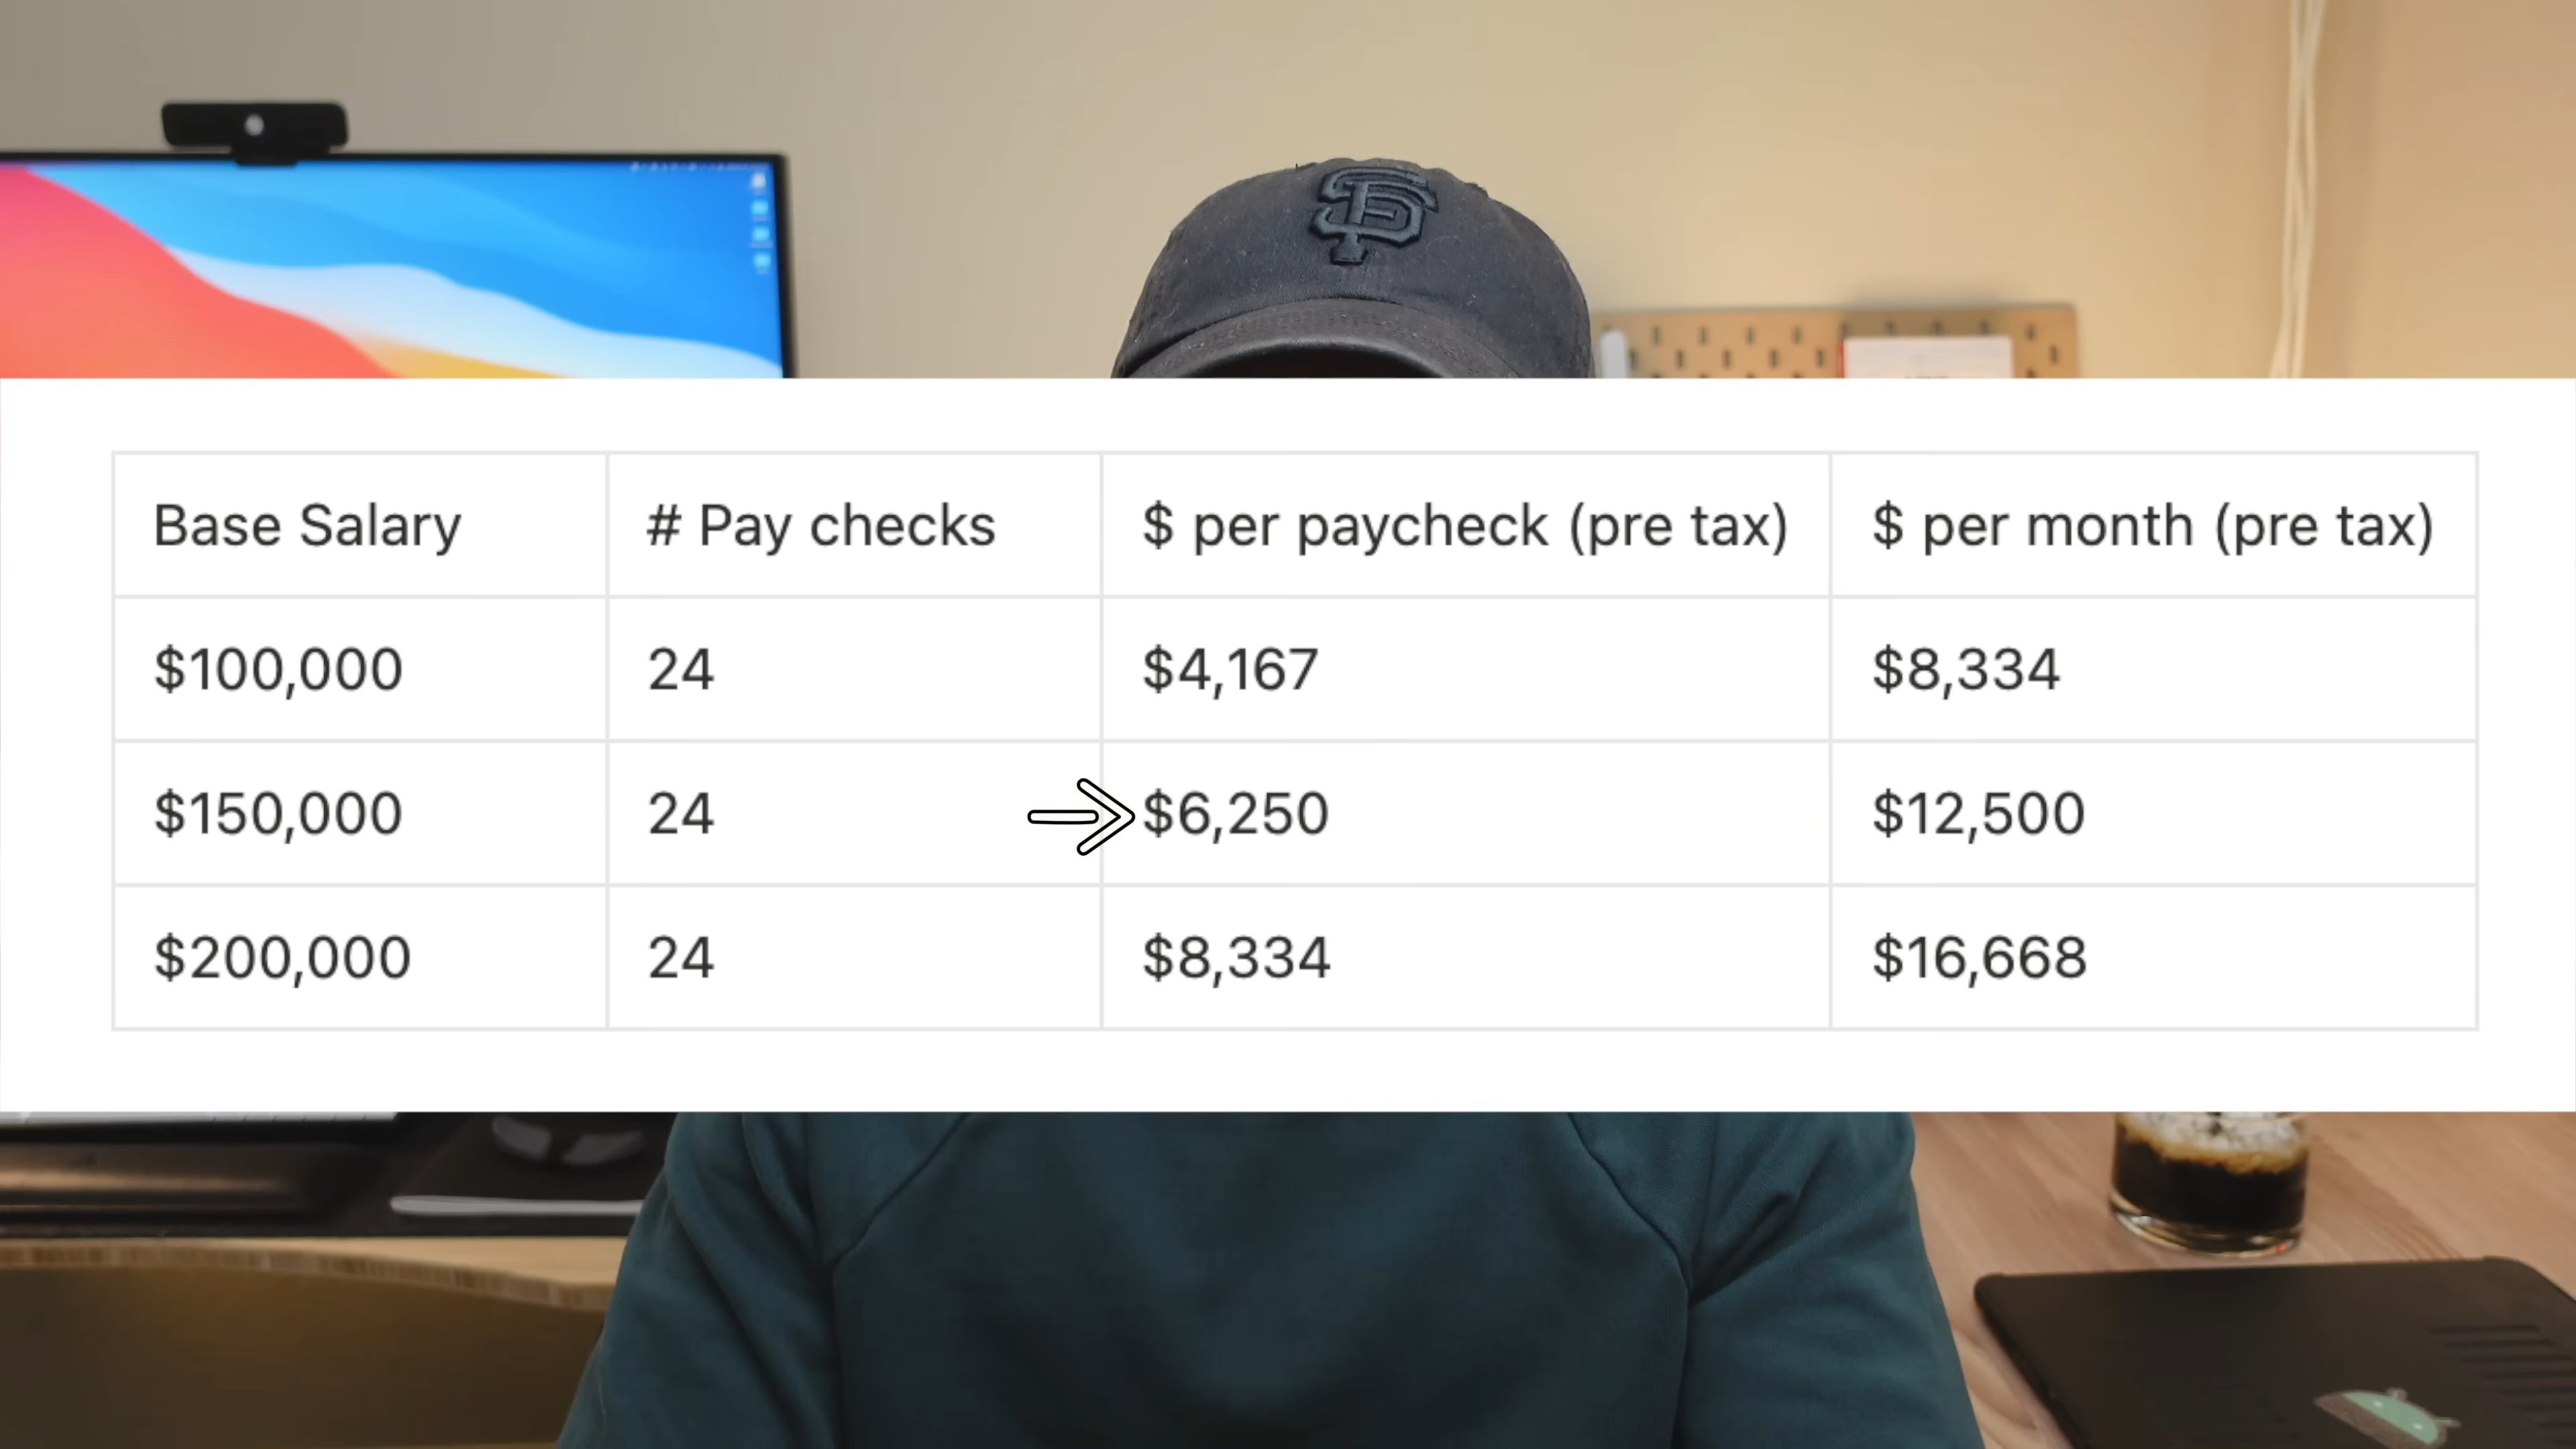 SF
Base Salary # Pay checks $ per paycheck (pre tax) $ per month (pre tax)
$100,000 24 $4,167 $8,334
$150,000 24 $6,250 $12,500
$200,000 24 $8,334 $16,668